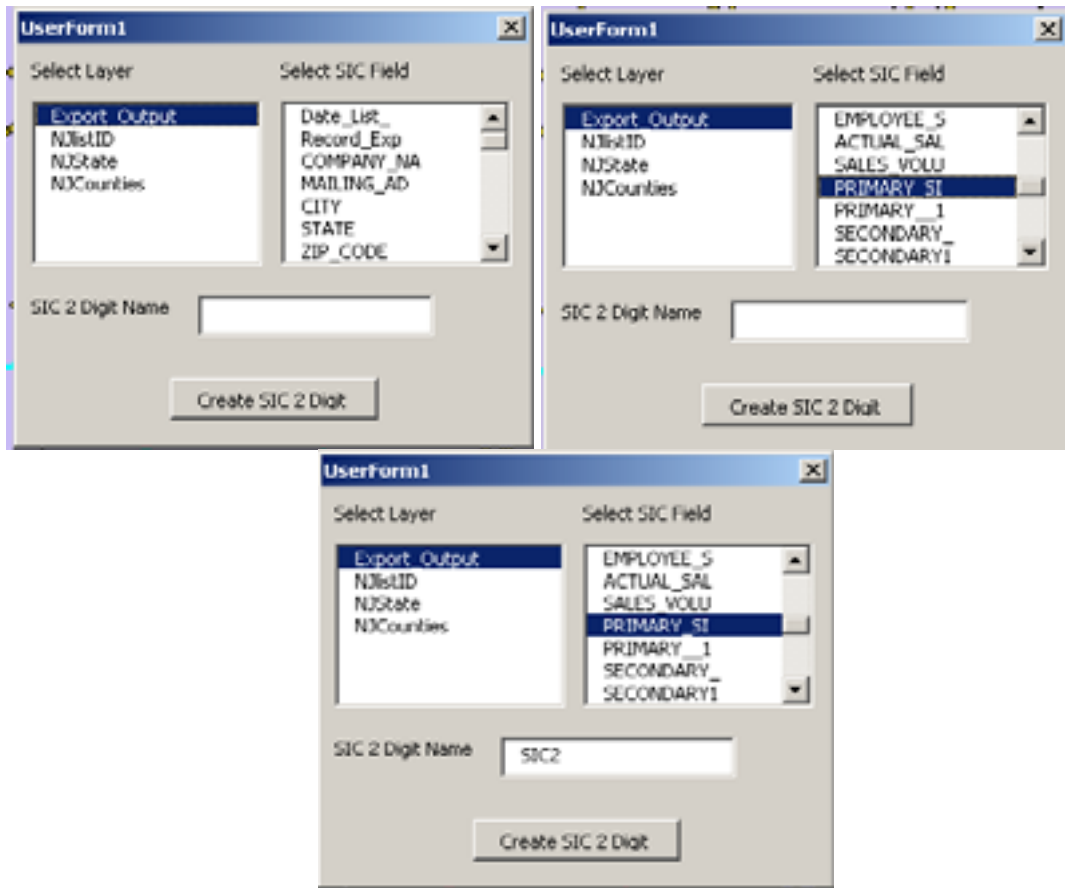 UserForm1
Select Layer
Select SIC Field
Export_Output
NJlistID
NJState
NJCounties
Date_List_
Record_Exp
COMPANY_NA
MAILING_AD
CITY
STATE
ZIP_CODE
SIC 2 Digit Name
Create SIC 2 Digit
UserForm1
Select Layer
Select SIC Field
Export_Output
NJlistID
NJState
NJCounties
EMPLOYEE_S
ACTUAL_SAL
SALES_VOLU
PRIMARY_SI
PRIMARY__1
SECONDARY_
SECONDARY1
SIC 2 Digit Name
Create SIC 2 Digit
UserForm1
Select Layer
Select SIC Field
Export_Output
NJlistID
NJState
NJCounties
EMPLOYEE_S
ACTUAL_SAL
SALES_VOLU
PRIMARY_SI
PRIMARY__1
SECONDARY_
SECONDARY1
SIC 2 Digit Name
SIC2
Create SIC 2 Digit